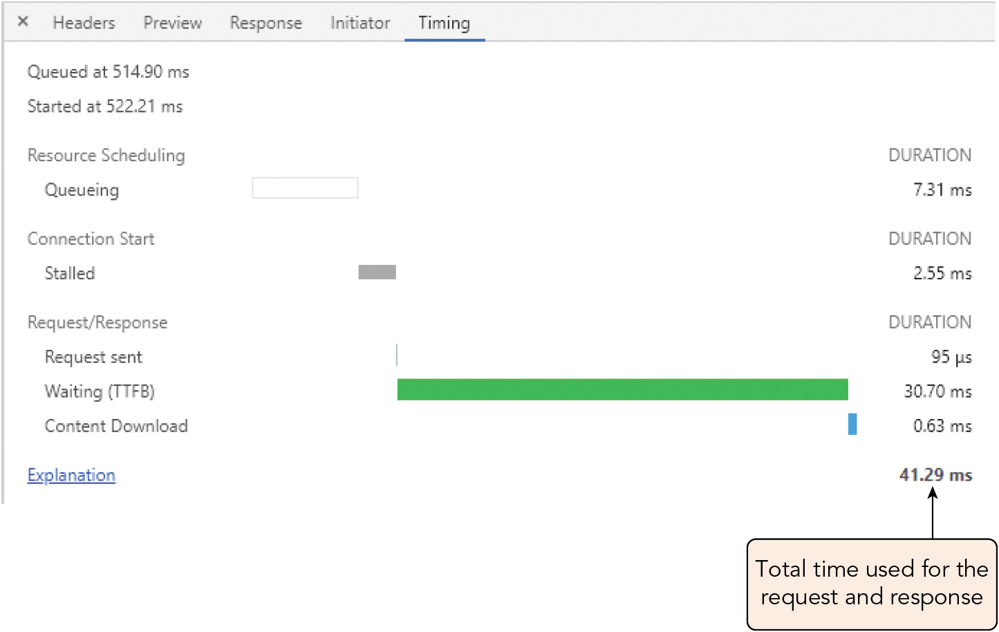 × Headers Preview Response Initiator Timing
Queued at 514.90 ms
Started at 522.21 ms
Resource Scheduling DURATION
Queueing 7.31 ms
Connection Start DURATION
Stalled 2.55 ms
Request/Response DURATION
Request sent 95 µs
Waiting (TTFB) 30.70 ms
Content Download 0.63 ms
Explanation 41.29 ms
Total time used for the
request and response